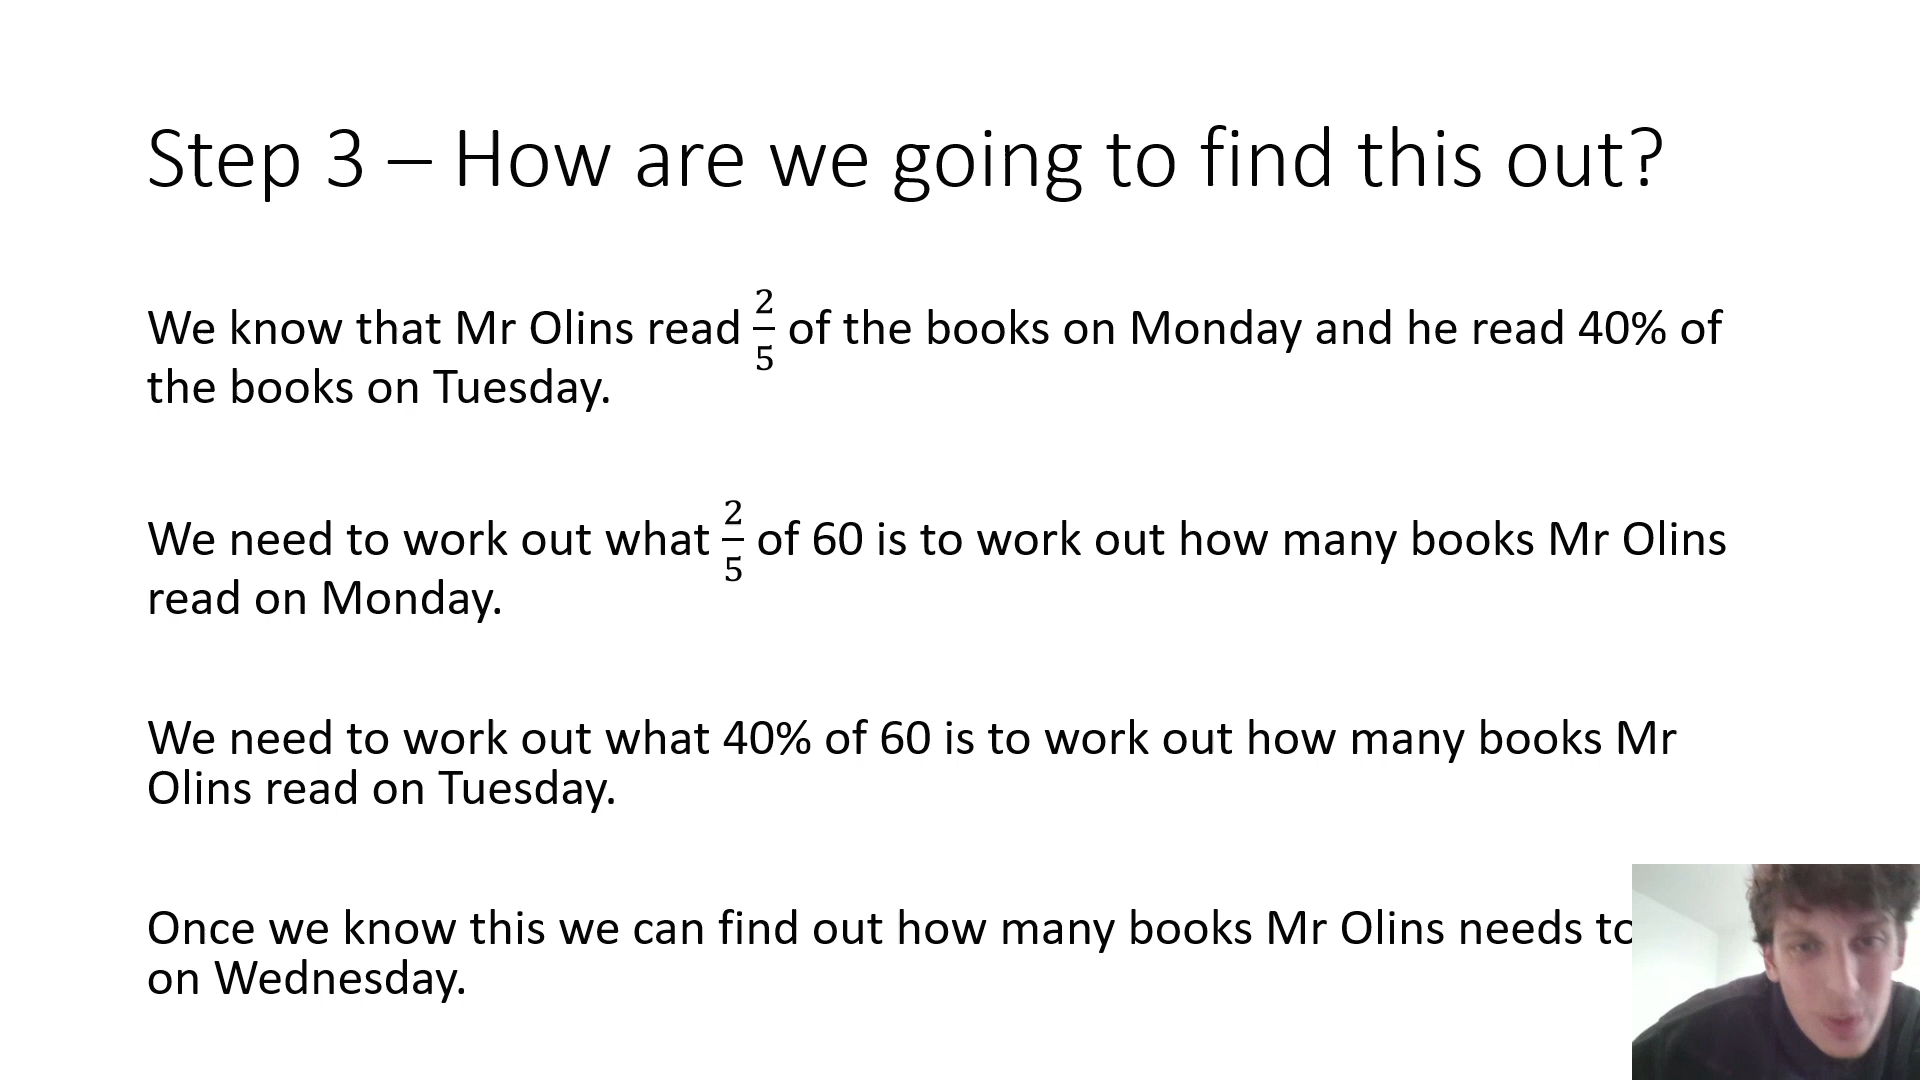 Step 3 – How are we going to find this out?
We know that Mr Olins read 2/5 of the books on Monday and he read 40% of
the books on Tuesday.
We need to work out what 2/5 of 60 is to work out how many books Mr Olins
read on Monday.
We need to work out what 40% of 60 is to work out how many books Mr
Olins read on Tuesday.
Once we know this we can find out how many books Mr Olins needs to
on Wednesday.